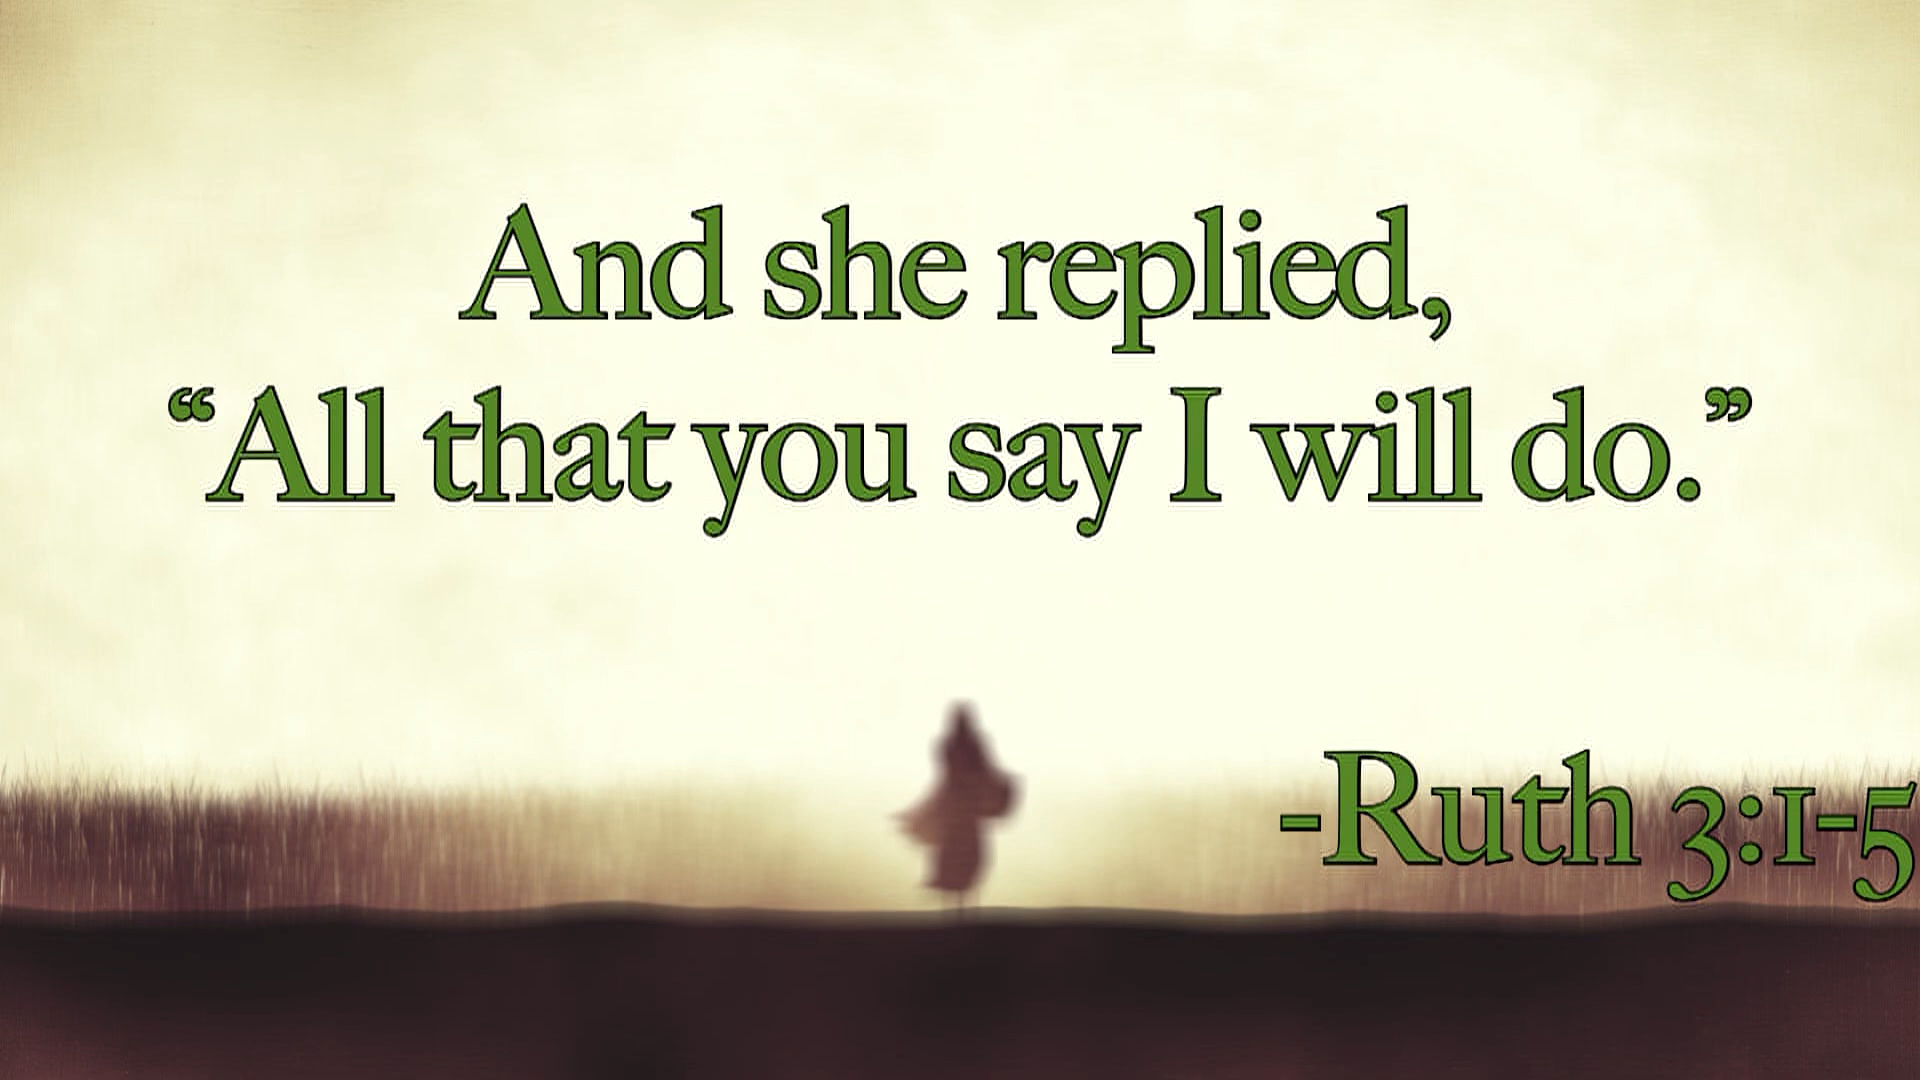 And she replied,
“All that you say I will do.”
-Ruth 3:1-5